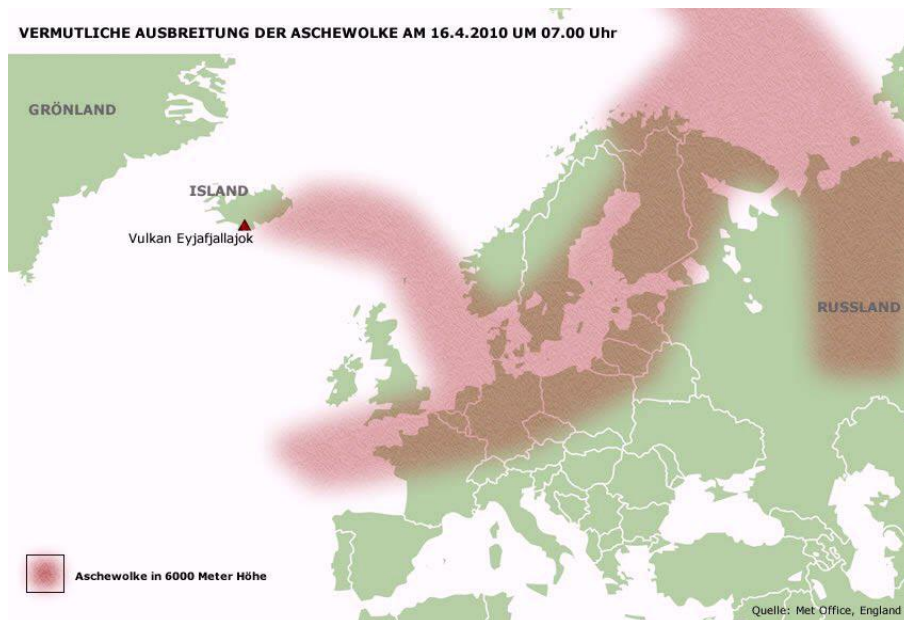 VERMUTLICHE AUSBREITUNG DER ASCHEWOLKE AM 16.4.2010 UM 07.00 Uhr
GRÖNLAND
ISLAND
Vulkan Eyjafjallajok
RUSSLAND
Aschewolke in 6000 Meter Höhe
Quelle: Met Office, England